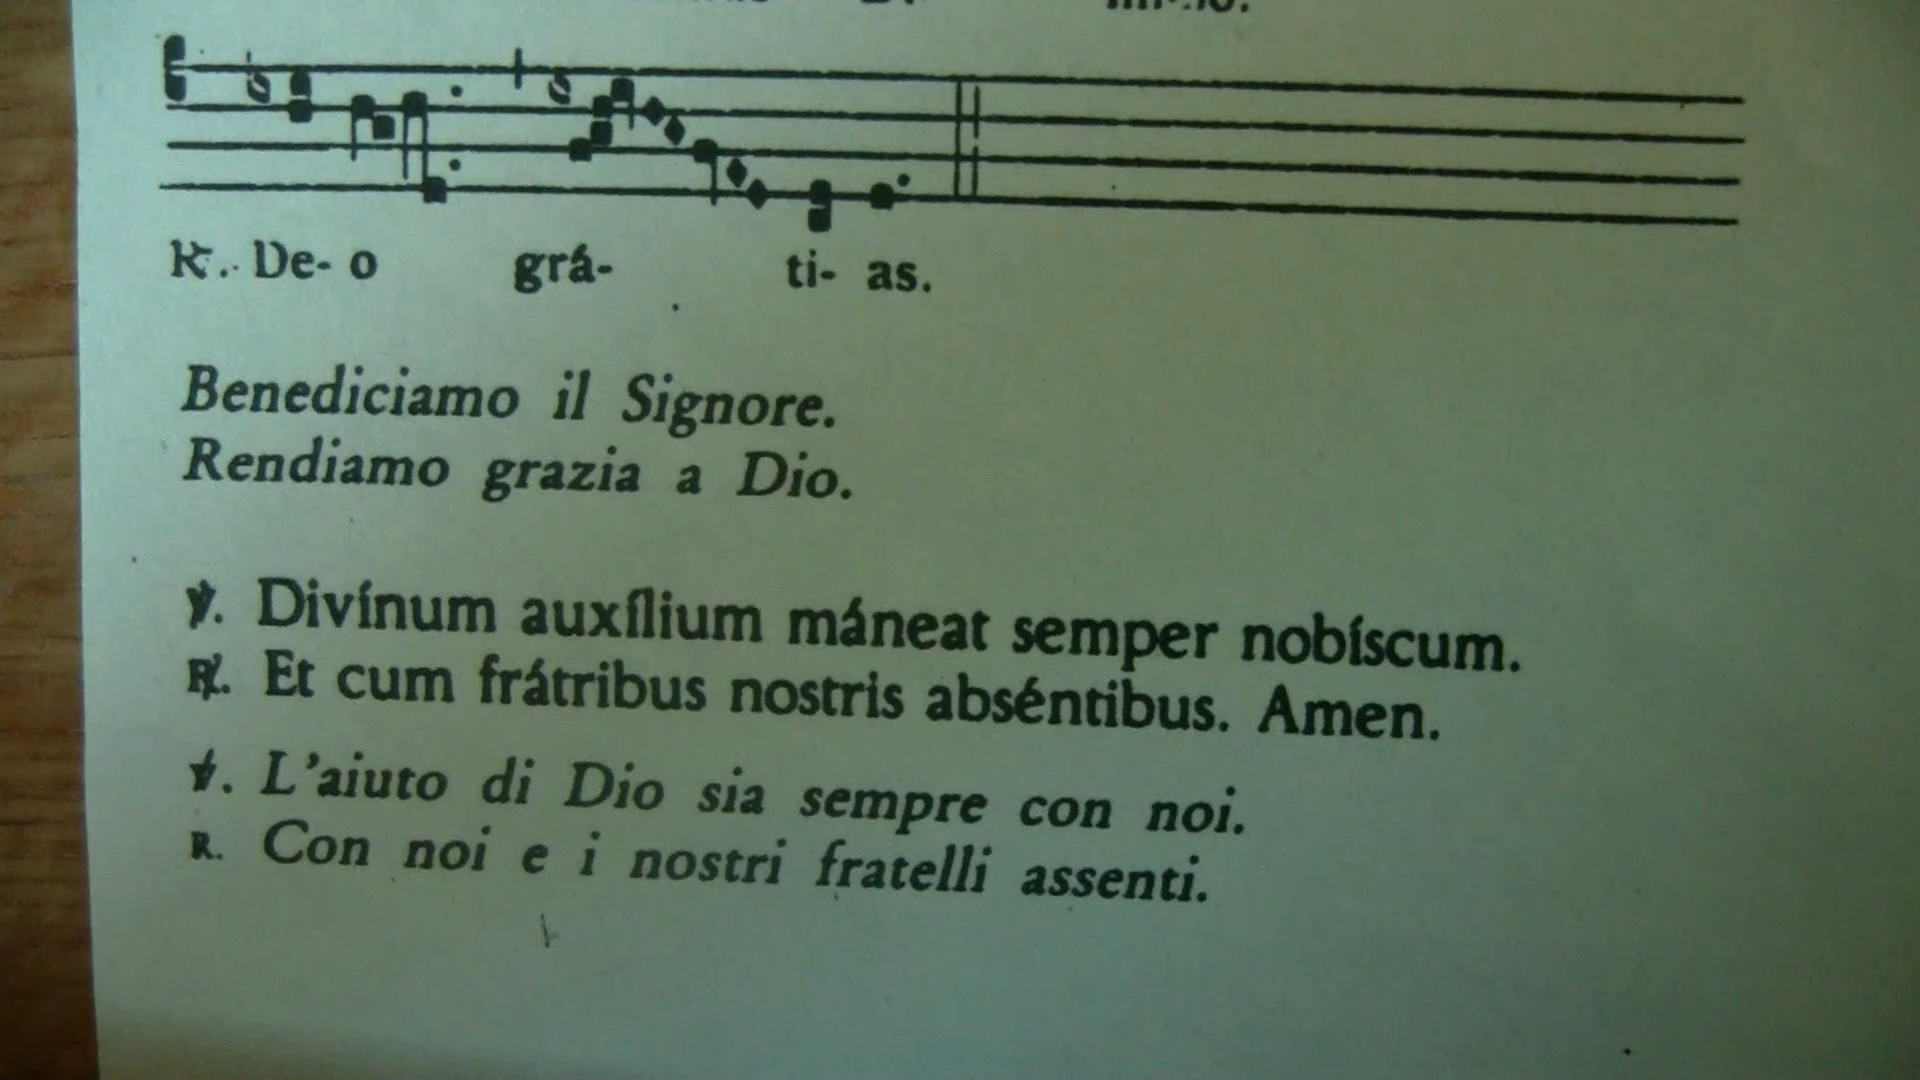 ℟. De- o grá- ti- as.
Benediciamo il Signore.
Rendiamo grazia a Dio.
℣. Divínum auxílium máneat semper nobíscum.
℟. Et cum frátribus nostris abséntibus. Amen.
℣. L'aiuto di Dio sia sempre con noi.
R. Con noi e i nostri fratelli assenti.